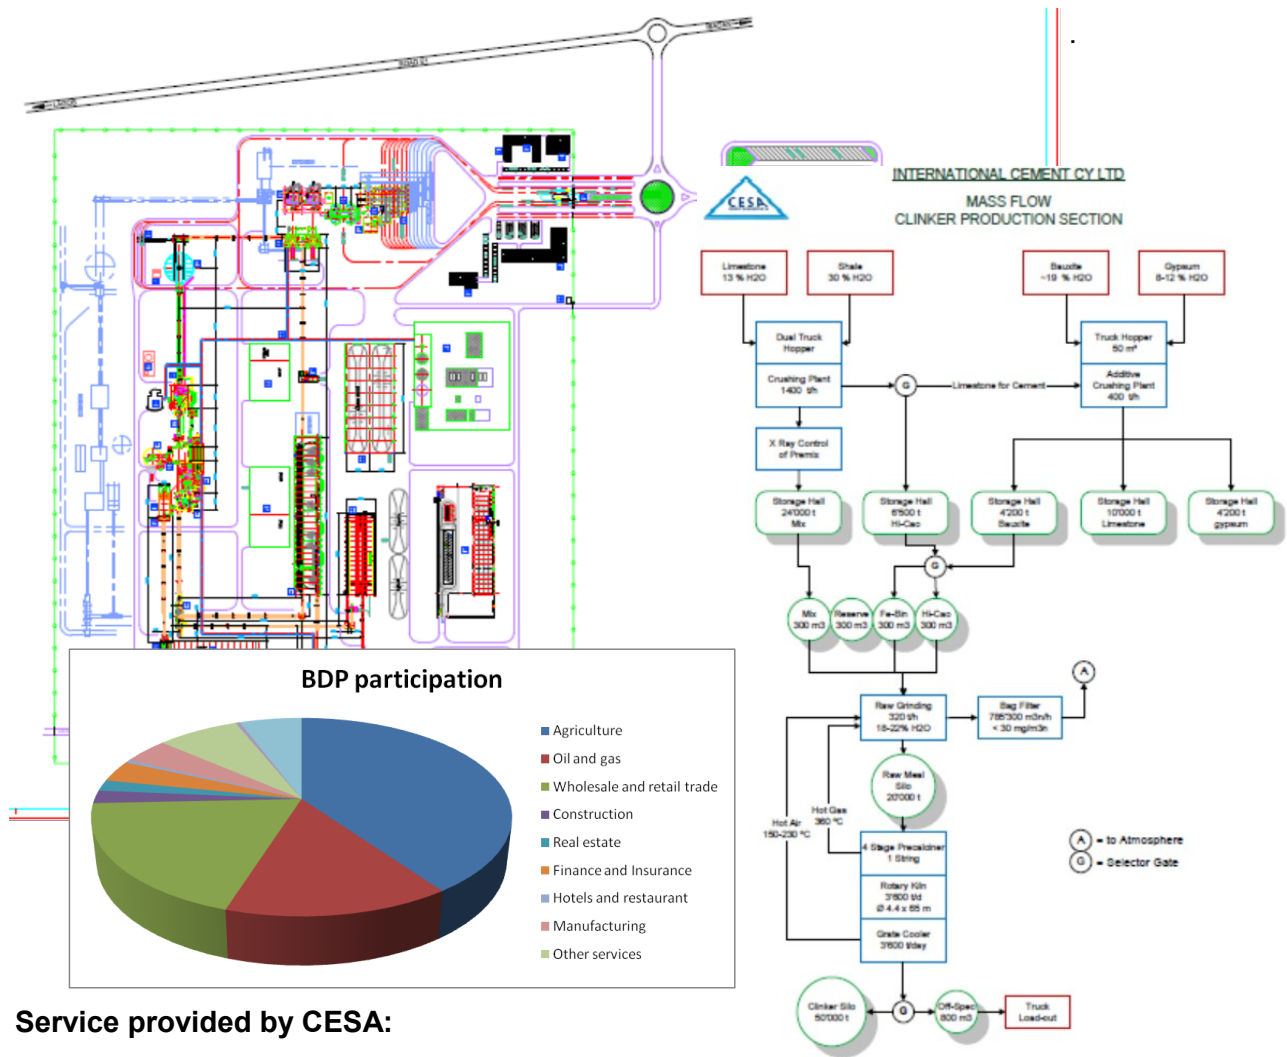 ROAD 51
INTERNATIONAL CEMENT CY LTD
CESA
MASS FLOW
CLINKER PRODUCTION SECTION
Limestone
13 % H2O
Shale
30 % H2O
Bauxite
~19 % H2O
Gypsum
8-12 % H2O
Dual Truck
Hopper
Truck Hopper
50 m³
Crushing Plant
1400 t/h
G
Limestone for Cement
Additive
Crushing Plant
400 t/h
X Ray Control
of Premix
Storage Hall
24'000 t
Mix
Storage Hall
6'500 t
Hi-Cao
Storage Hall
4'200 t
Bauxite
Storage Hall
10'000 t
Limestone
Storage Hall
4'200 t
gypsum
G
Mix
300 m3
Reserve
300 m3
Fe-Bin
300 m3
Hi-Cao
300 m3
A
Raw Grinding
320 t/h
18-22% H2O
Bag Filter
785'300 m3n/h
< 30 mg/m3n
Raw Meal
Silo
20'000 t
Hot Gas
360 °C
Hot Air
150-230 °C
4 Stage Precalciner
1 String
Rotary Kiln
3'600 t/d
Ø 4.4 x 65 m
Grate Cooler
3'600 t/day
A = to Atmosphere
G = Selector Gate
Clinker Silo
50'000 t
G
Off-Spec
800 m3
Truck
Load-out
BDP participation
Agriculture
Oil and gas
Wholesale and retail trade
Construction
Real estate
Finance and Insurance
Hotels and restaurant
Manufacturing
Other services
Service provided by CESA: